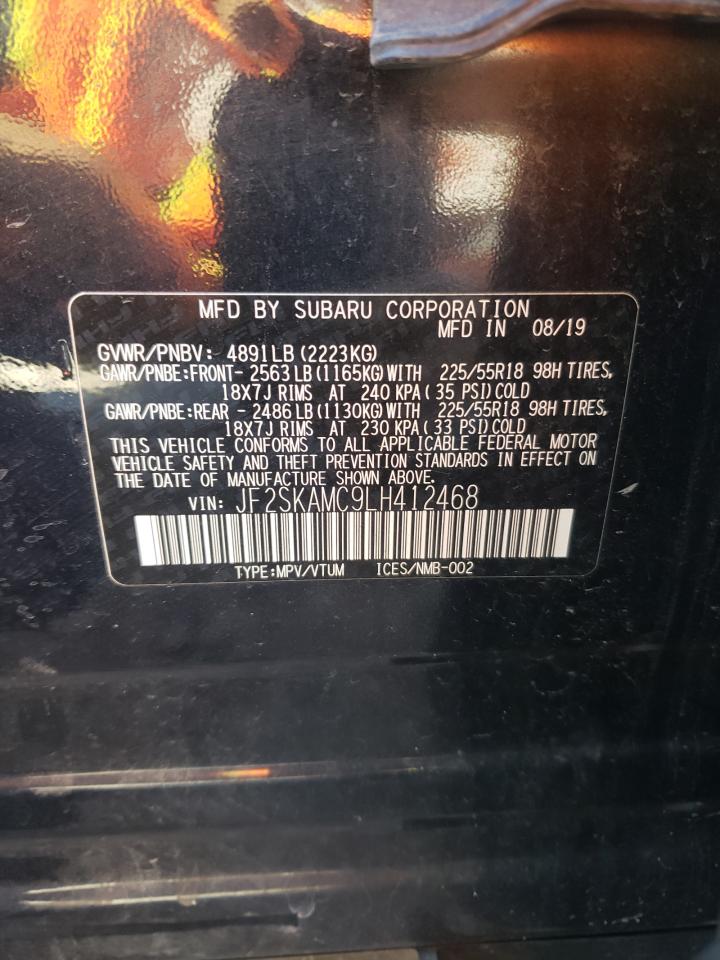 MFD BY SUBARU CORPORATION
MFD IN 08/19
GVWR/PNBV: 4891LB(2223KG)
GAWR/PNBE:FRONT- 2563LB(1165KG)WITH 225/55R18 98H TIRES,
18X7J RIMS AT 240 KPA( 35 PSI)COLD
GAWR/PNBE:REAR - 2486LB(1130KG)WITH 225/55R18 98H TIRES,
18X7J RIMS AT 230 KPA( 33 PSI)COLD
THIS VEHICLE CONFORMS TO ALL APPLICABLE FEDERAL MOTOR
VEHICLE SAFETY AND THEFT PREVENTION STANDARDS IN EFFECT ON
THE DATE OF MANUFACTURE SHOWN ABOVE.
VIN: JF2SKAMC9LH412468
TYPE:MPV/VTUM ICES/NMB-002